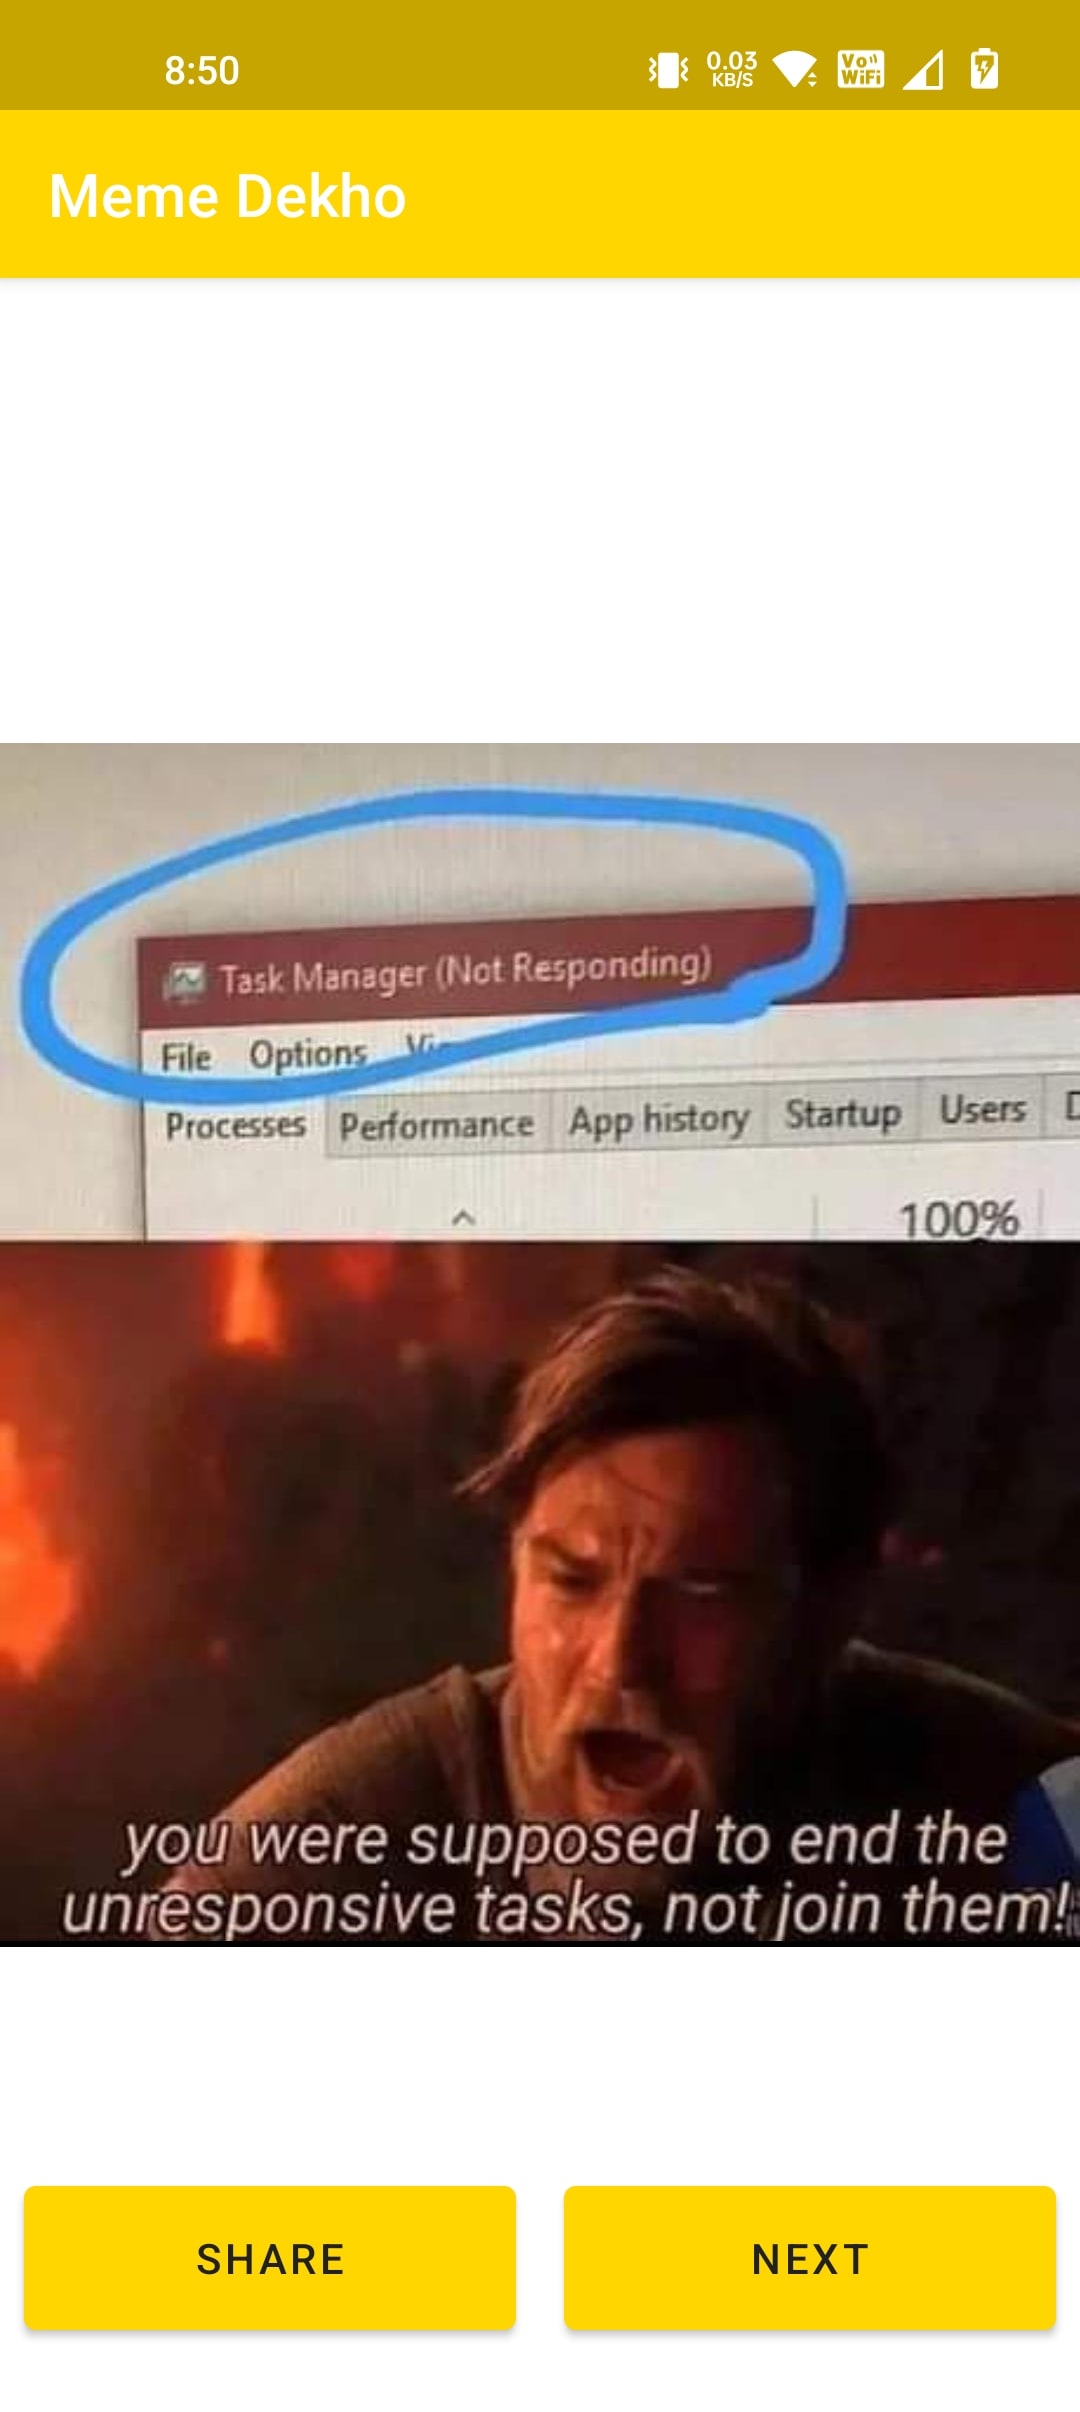 8:50
0.03
KB/S
Vo
WiFi
Meme Dekho
Task Manager (Not Responding)
File Options
Processes Performance App history Startup Users
100%
you were supposed to end the
unresponsive tasks, not join them!
SHARE
NEXT